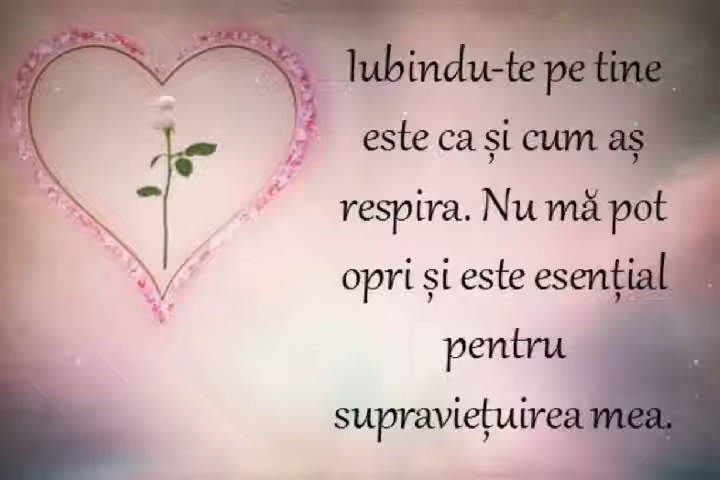 Iubindu-te pe tine
este ca și cum aș
respira. Nu mă pot
opri și este esențial
pentru
supraviețuirea mea.